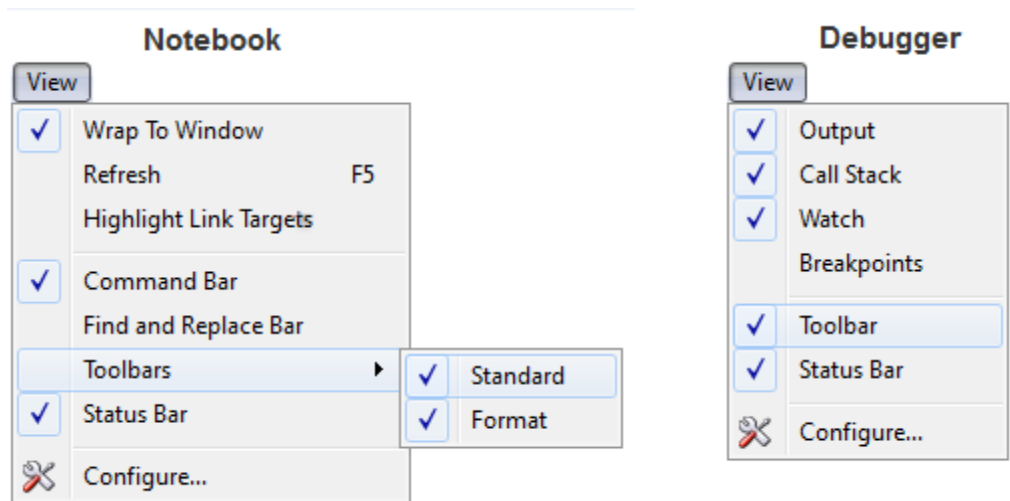 Notebook
View
Wrap To Window
Refresh F5
Highlight Link Targets
Command Bar
Find and Replace Bar
Toolbars
Standard
Format
Status Bar
Configure...
Debugger
View
Output
Call Stack
Watch
Breakpoints
Toolbar
Status Bar
Configure...